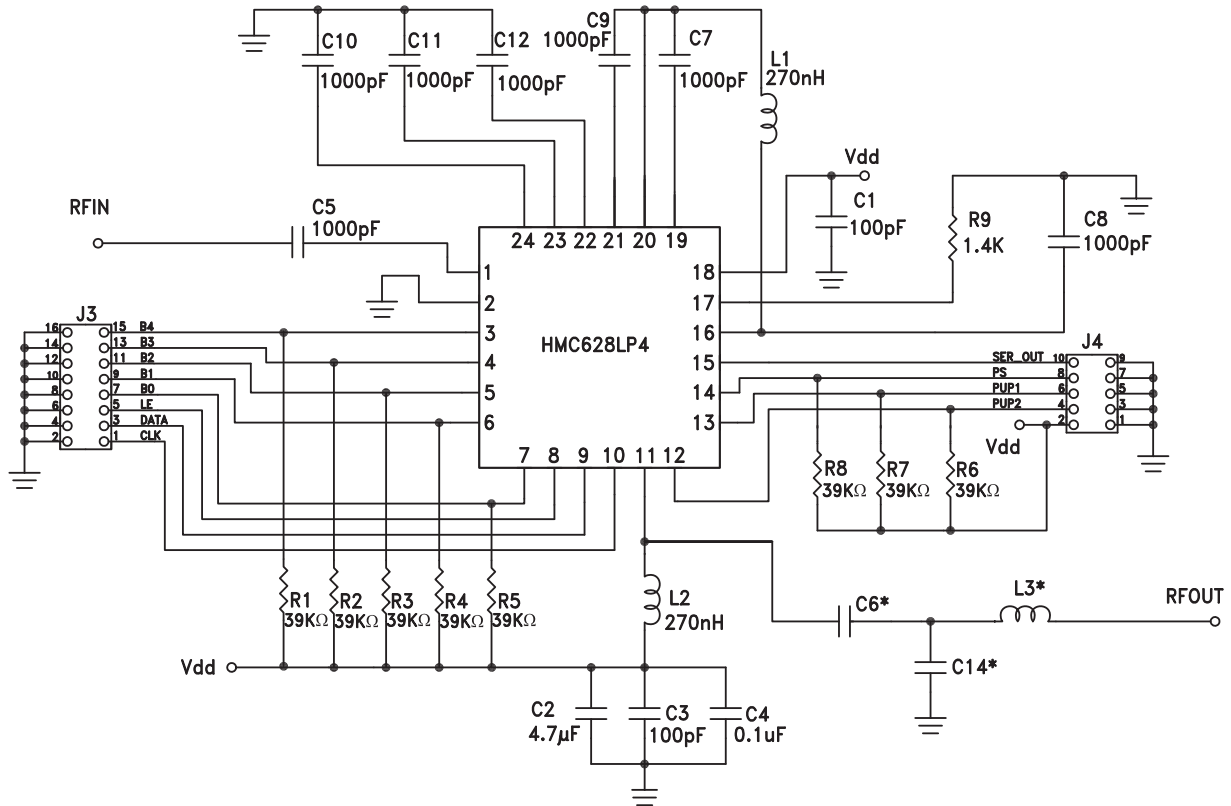 C10
1000pF
C11
1000pF
C12
1000pF
C9
1000pF
C7
1000pF
L1
270nH
Vdd
C1
100pF
R9
1.4K
C8
1000pF
RFIN
C5
1000pF
24 23 22 21 20 19
1
2
3
4
5
6
HMC628LP4
18
17
16
15
14
13
7 8 9 10 11 12
J3
16 15 B4
14 13 B3
12 11 B2
10 9 B1
8 7 B0
6 5 LE
4 3 DATA
2 1 CLK
J4
SER_OUT 10 9
PS 8 7
PUP1 6 5
PUP2 4 3
2 1
Vdd
R8
39KΩ
R7
39KΩ
R6
39KΩ
R1
39KΩ
R2
39KΩ
R3
39KΩ
R4
39KΩ
R5
39KΩ
L2
270nH
C6*
L3*
RFOUT
C14*
Vdd
C2
4.7µF
C3
100pF
C4
0.1uF